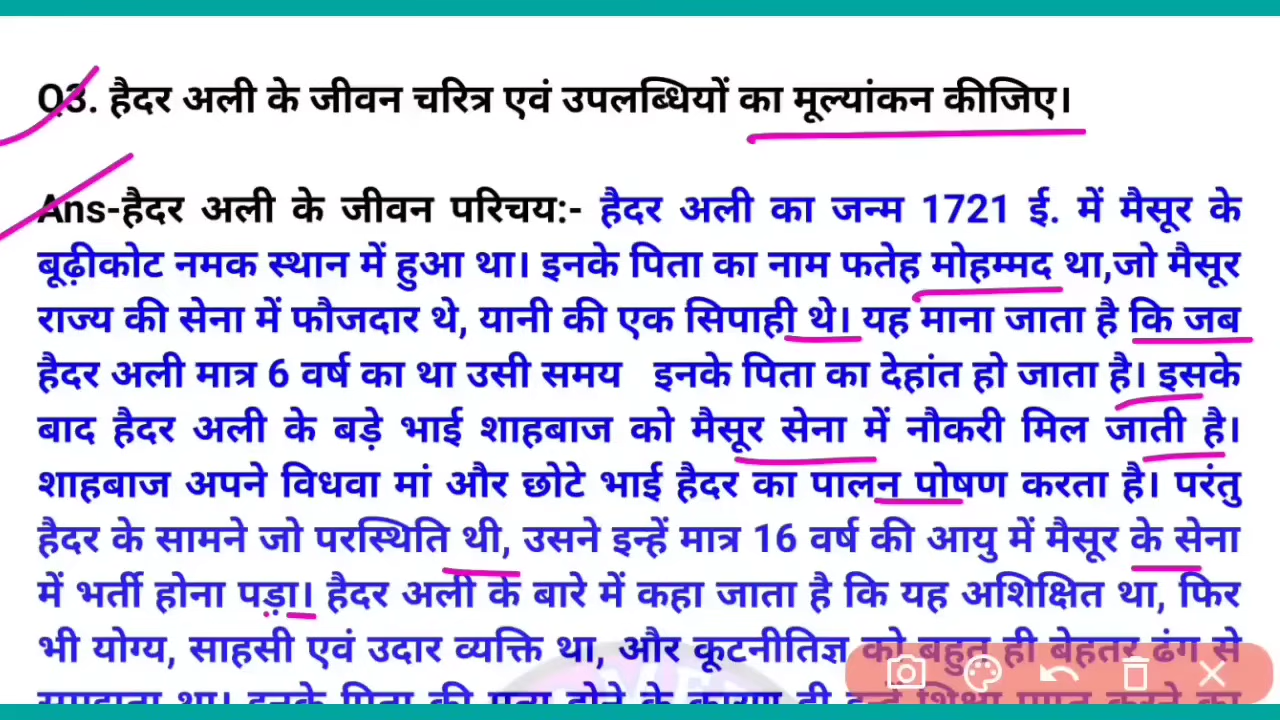 Q3. हैदर अली के जीवन चरित्र एवं उपलब्धियों का मूल्यांकन कीजिए।
Ans-हैदर अली के जीवन परिचय:- हैदर अली का जन्म 1721 ई. में मैसूर के
बूढ़ीकोट नमक स्थान में हुआ था। इनके पिता का नाम फतेह मोहम्मद था,जो मैसूर
राज्य की सेना में फौजदार थे, यानी की एक सिपाही थे। यह माना जाता है कि जब
हैदर अली मात्र 6 वर्ष का था उसी समय इनके पिता का देहांत हो जाता है। इसके
बाद हैदर अली के बड़े भाई शाहबाज को मैसूर सेना में नौकरी मिल जाती है।
शाहबाज अपने विधवा मां और छोटे भाई हैदर का पालन पोषण करता है। परंतु
हैदर के सामने जो परस्थिति थी, उसने इन्हें मात्र 16 वर्ष की आयु में मैसूर के सेना
में भर्ती होना पड़ा। हैदर अली के बारे में कहा जाता है कि यह अशिक्षित था, फिर
भी योग्य, साहसी एवं उदार व्यक्ति था, और कूटनीतिज्ञ को बहुत ही बेहतर ढंग से